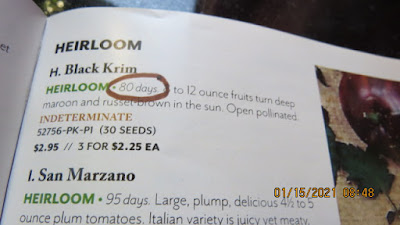 HEIRLOOM
H. Black Krim
HEIRLOOM • 80 days. to 12 ounce fruits turn deep
maroon and russet-brown in the sun. Open pollinated.
INDETERMINATE
52756-PK-P1 (30 SEEDS)
$2.95 // 3 FOR $2.25 EA
I. San Marzano
HEIRLOOM • 95 days. Large, plump, delicious 4½ to 5
ounce plum tomatoes. Italian variety is juicy yet meaty,
01/15/2021 08:48